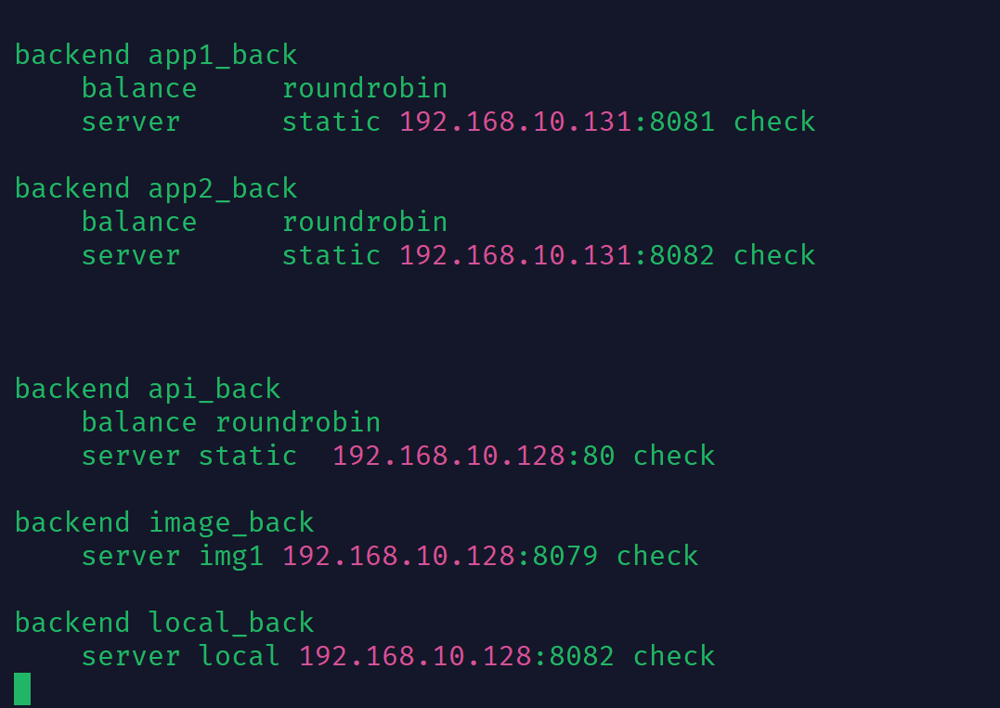 backend app1_back
    balance     roundrobin
    server      static 192.168.10.131:8081 check
backend app2_back
    balance     roundrobin
    server      static 192.168.10.131:8082 check
backend api_back
    balance roundrobin
    server static  192.168.10.128:80 check
backend image_back
    server img1 192.168.10.128:8079 check
backend local_back
    server local 192.168.10.128:8082 check